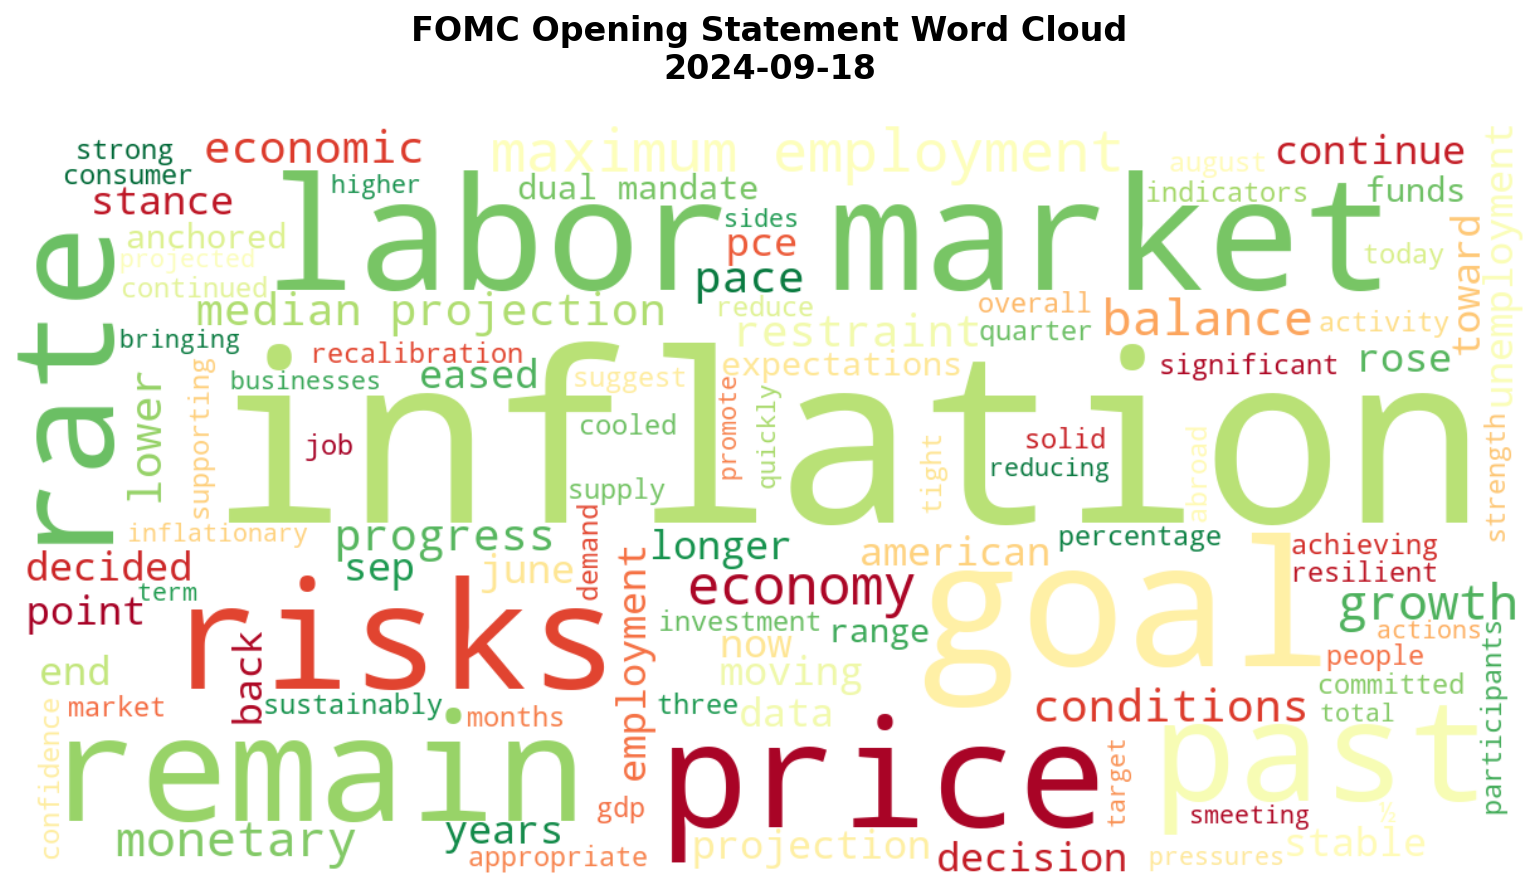 FOMC Opening Statement Word Cloud
2024-09-18
strong
economic
maximum employment
continue
consumer
higher
dual mandate
august
indicators
funds
stance
labor market
sides
pce
anchored
projected
continued
pace
today
toward
unemployment
rate
median projection
reduce
restraint
overall
quarter
balance
activity
bringing
recalibration
businesses
eased
suggest
expectations
significant
rose
inflation
lower
supporting
job
cooled
promote
quickly
tight
solid
reducing
abroad
strength
supply
inflationary
progress
longer
american
percentage
achieving
resilient
decided
term
point
sep
june
demand
employment
economy
goal
growth
risks
back
investment
now
range
actions
people
participants
end
moving
committed
market
sustainably
months
three
data
conditions
total
confidence
remain
price
past
target
gdp
smeeting
½
monetary
years
appropriate
projection
decision
pressures
stable